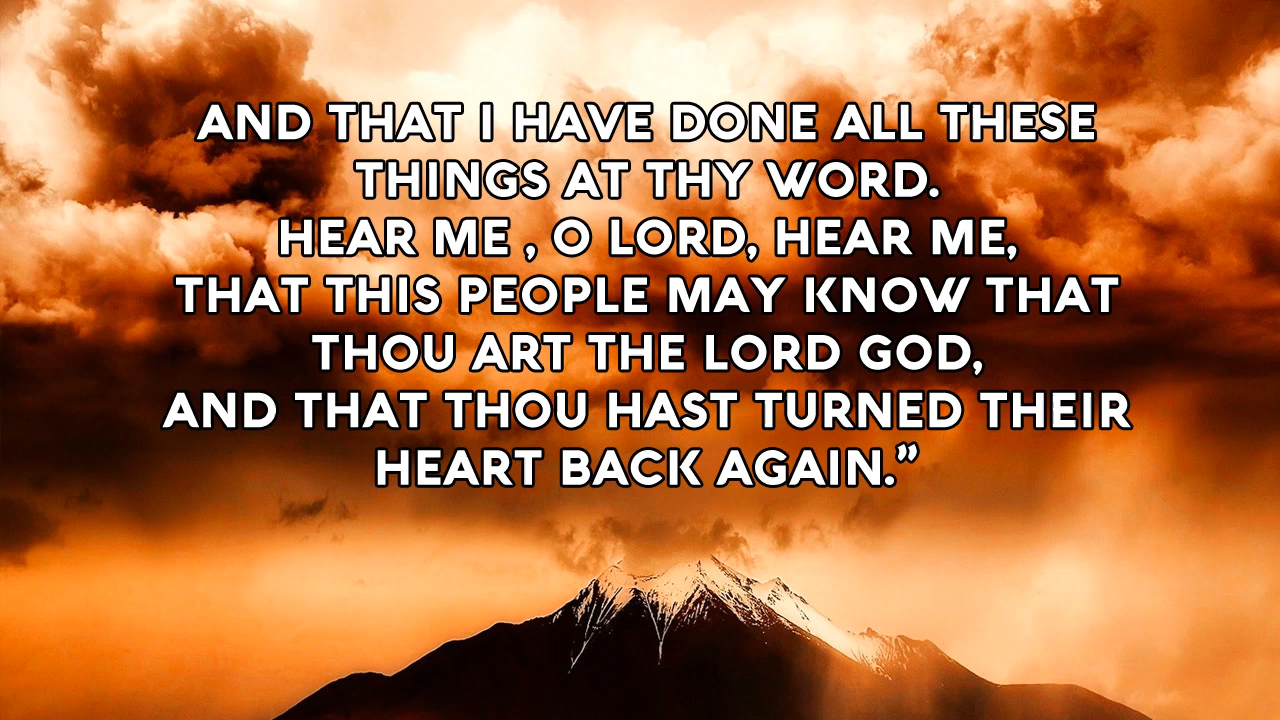 AND THAT I HAVE DONE ALL THESE
THINGS AT THY WORD.
HEAR ME , O LORD, HEAR ME,
THAT THIS PEOPLE MAY KNOW THAT
THOU ART THE LORD GOD,
AND THAT THOU HAST TURNED THEIR
HEART BACK AGAIN.”